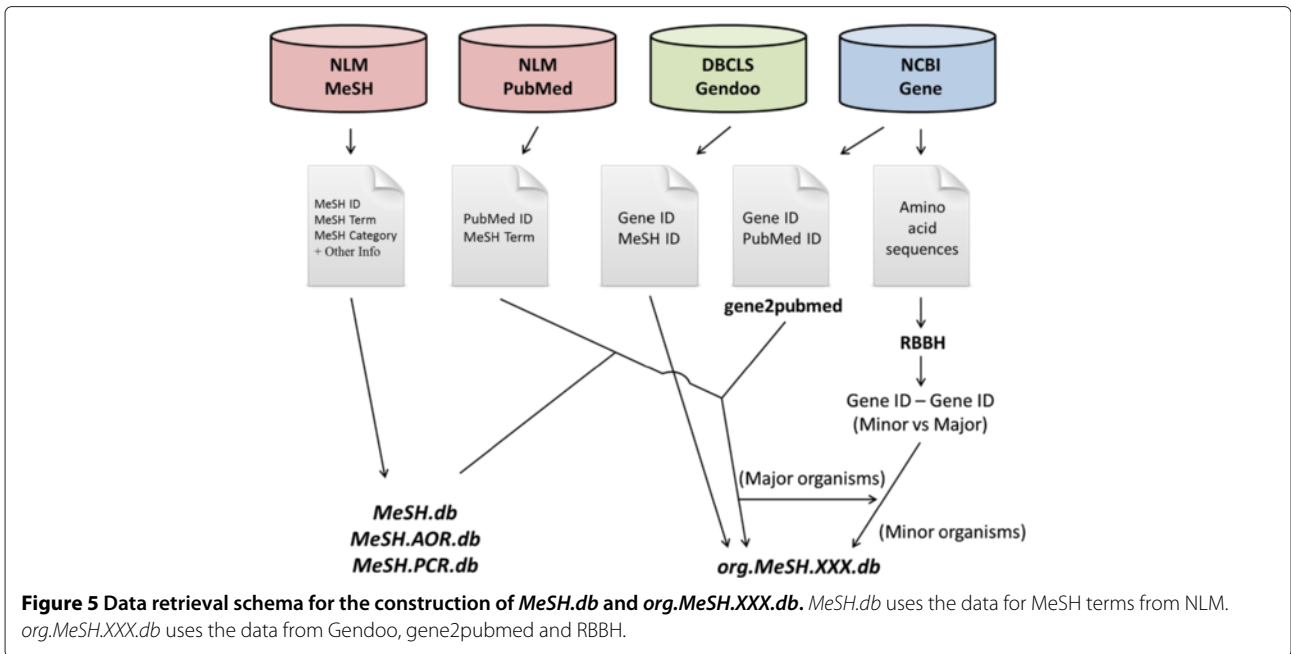 NLM
MeSH
NLM
PubMed
DBCLS
Gendoo
NCBI
Gene
MeSH ID
MeSH Term
MeSH Category
+ Other Info
PubMed ID
MeSH Term
Gene ID
MeSH ID
Gene ID
PubMed ID
Amino
acid
sequences
gene2pubmed
RBBH
Gene ID – Gene ID
(Minor vs Major)
(Major organisms)
(Minor organisms)
MeSH.db
MeSH.AOR.db
MeSH.PCR.db
org.MeSH.XXX.db
Figure 5 Data retrieval schema for the construction of MeSH.db and org.MeSH.XXX.db. MeSH.db uses the data for MeSH terms from NLM.
org.MeSH.XXX.db uses the data from Gendoo, gene2pubmed and RBBH.